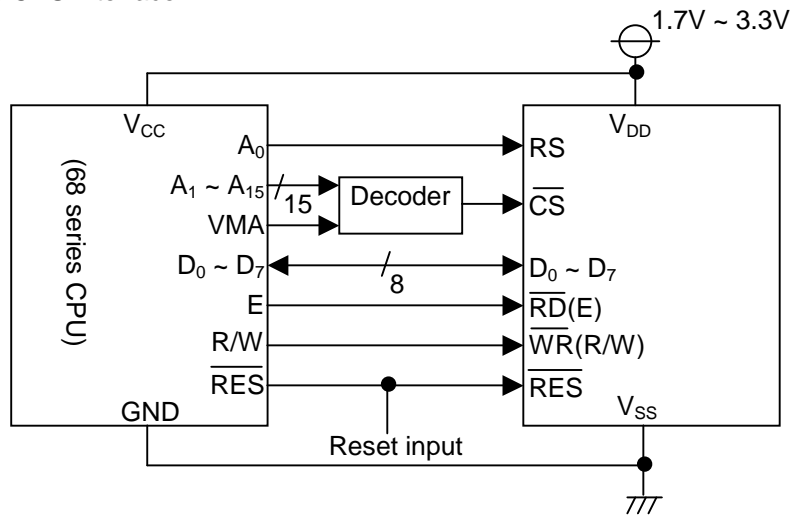 1.7V ~ 3.3V
VCC
VDD
A0
RS
A1 ~ A15
15
Decoder
CS
VMA
(68 series CPU)
D0 ~ D7
8
D0 ~ D7
E
RD(E)
R/W
WR(R/W)
RES
RES
GND
VSS
Reset input